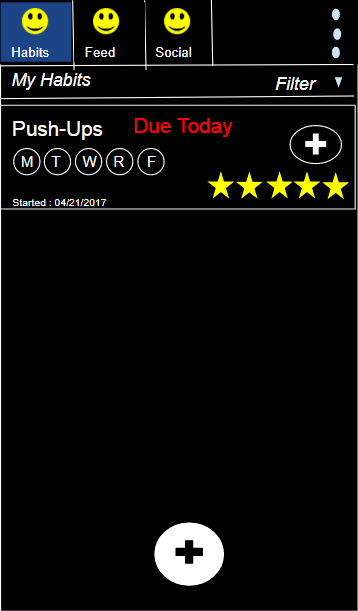 Habits Feed Social
My Habits Filter
Push-Ups Due Today
M T W R F
Started : 04/21/2017